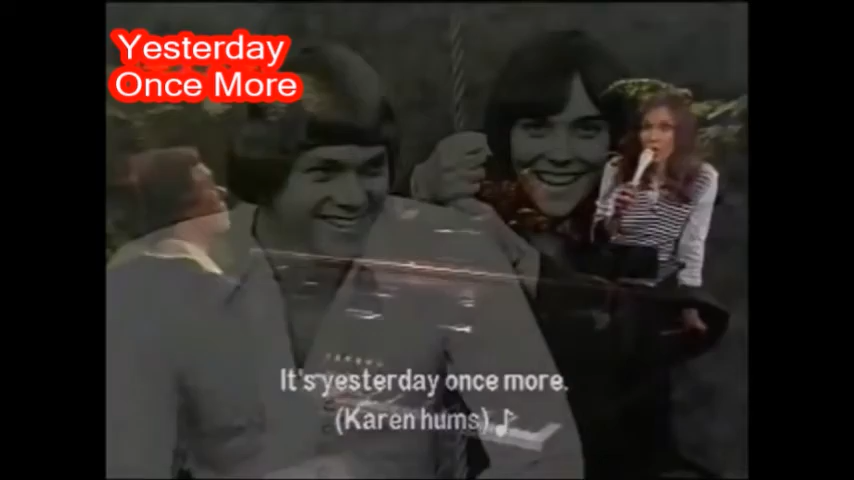 Yesterday
Once More
It's yesterday once more.
(Karen hums) ♪